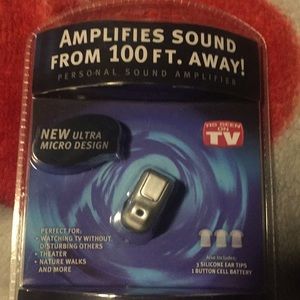 AMPLIFIES SOUND
FROM 100 FT. AWAY!
PERSONAL SOUND AMPLIFIER
NEW ULTRA
MICRO DESIGN
AS SEEN
ON
TV
PERFECT FOR:
• WATCHING TV WITHOUT
DISTURBING OTHERS
• THEATER
• NATURE WALKS
AND MORE
Also Includes:
3 SILICONE EAR TIPS
1 BUTTON CELL BATTERY